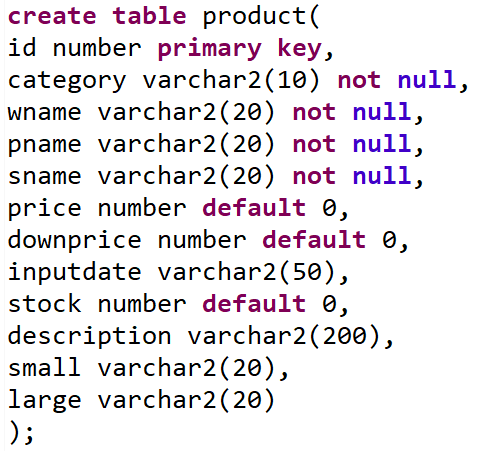 create table product(
id number primary key,
category varchar2(10) not null,
wname varchar2(20) not null,
pname varchar2(20) not null,
sname varchar2(20) not null,
price number default 0,
downprice number default 0,
inputdate varchar2(50),
stock number default 0,
description varchar2(200),
small varchar2(20),
large varchar2(20)
);